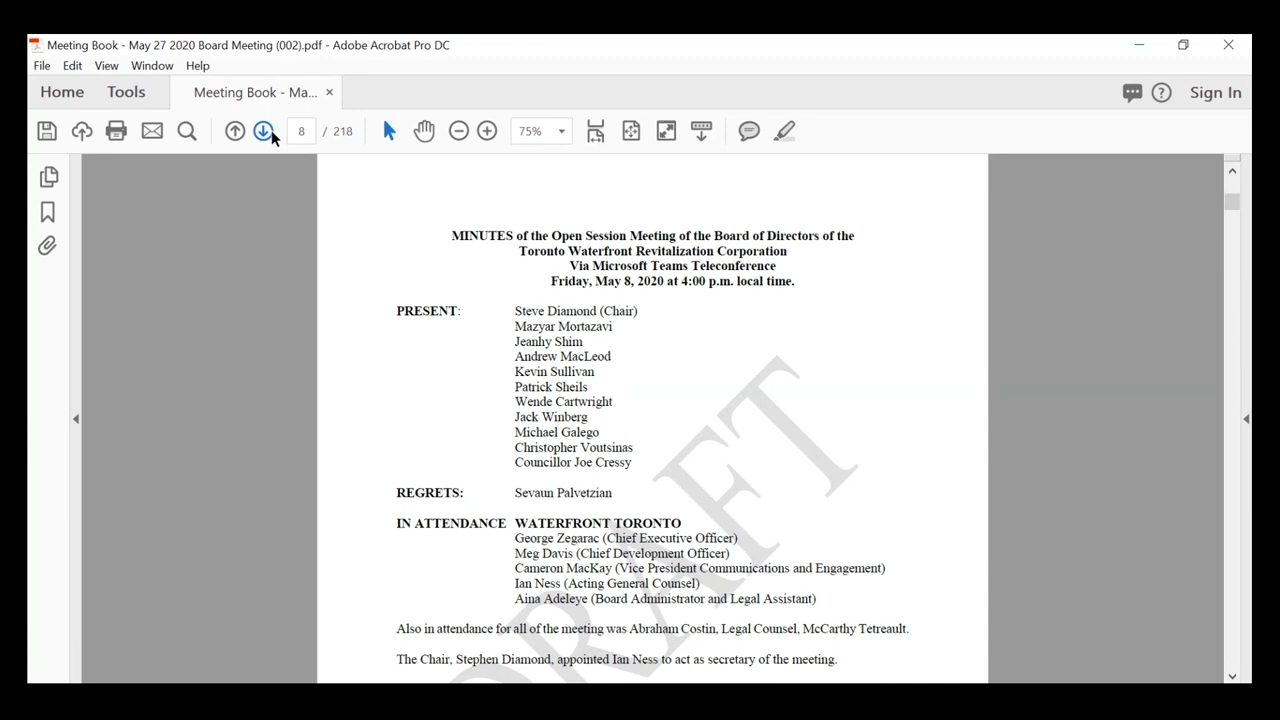 Meeting Book - May 27 2020 Board Meeting (002).pdf - Adobe Acrobat Pro DC
File Edit View Window Help
Home Tools Meeting Book - Ma... × Sign In
8 / 218 75%
MINUTES of the Open Session Meeting of the Board of Directors of the
Toronto Waterfront Revitalization Corporation
Via Microsoft Teams Teleconference
Friday, May 8, 2020 at 4:00 p.m. local time.
PRESENT: Steve Diamond (Chair)
Mazyar Mortazavi
Jeanhy Shim
Andrew MacLeod
Kevin Sullivan
Patrick Sheils
Wende Cartwright
Jack Winberg
Michael Galego
Christopher Voutsinas
Councillor Joe Cressy
REGRETS: Sevaun Palvetzian
IN ATTENDANCE WATERFRONT TORONTO
George Zegarac (Chief Executive Officer)
Meg Davis (Chief Development Officer)
Cameron MacKay (Vice President Communications and Engagement)
Ian Ness (Acting General Counsel)
Aina Adeleye (Board Administrator and Legal Assistant)
Also in attendance for all of the meeting was Abraham Costin, Legal Counsel, McCarthy Tetreault.
The Chair, Stephen Diamond, appointed Ian Ness to act as secretary of the meeting.
DRAFT